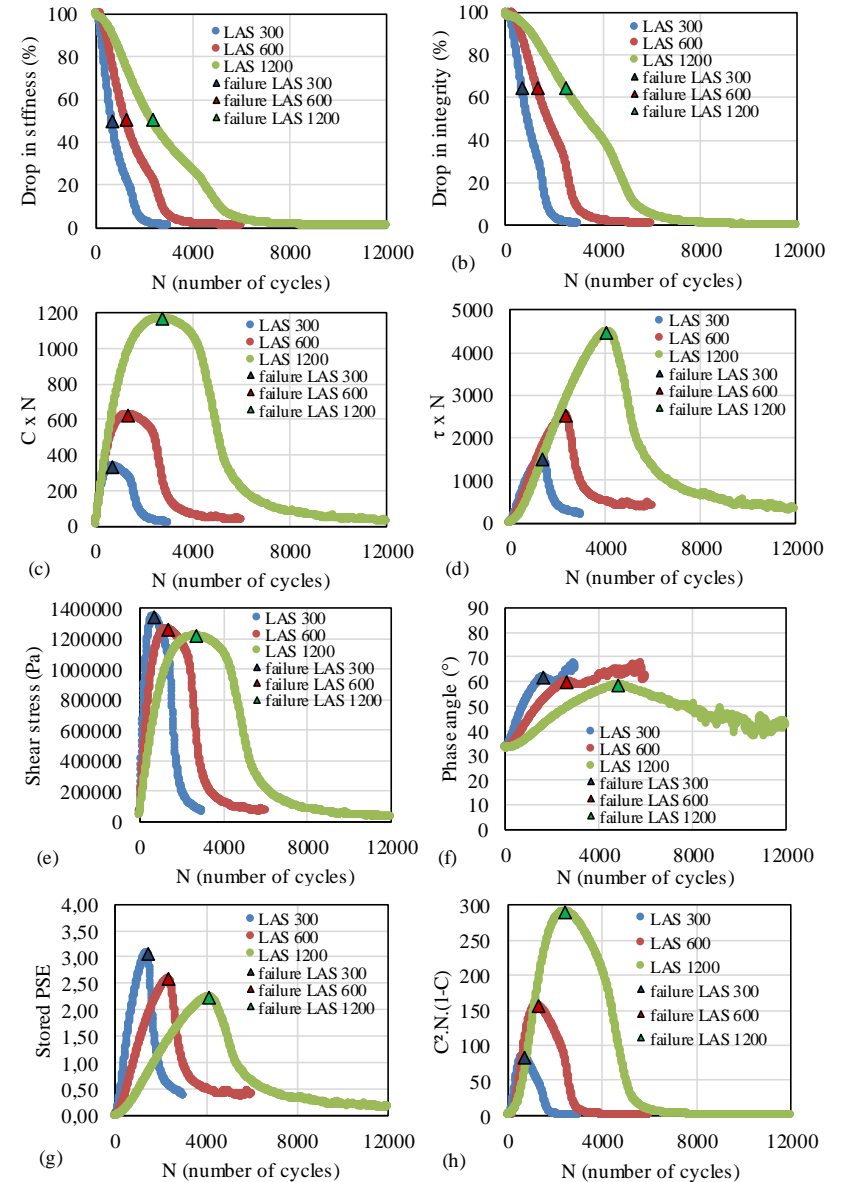 Drop in stiffness (%)
100
80
60
40
20
0
0
4000
8000
12000
LAS 300
LAS 600
LAS 1200
failure LAS 300
failure LAS 600
failure LAS 1200
N (number of cycles)
(a)
Drop in integrity (%)
100
80
60
40
20
0
0
4000
8000
12000
LAS 300
LAS 600
LAS 1200
failure LAS 300
failure LAS 600
failure LAS 1200
(b)
N (number of cycles)
C x N
1200
1000
800
600
400
200
0
0
4000
8000
12000
LAS 300
LAS 600
LAS 1200
failure LAS 300
failure LAS 600
failure LAS 1200
(c)
N (number of cycles)
τ x N
5000
4000
3000
2000
1000
0
0
4000
8000
12000
LAS 300
LAS 600
LAS 1200
failure LAS 300
failure LAS 600
failure LAS 1200
(d)
N (number of cycles)
Shear stress (Pa)
1400000
1200000
1000000
800000
600000
400000
200000
0
0
4000
8000
12000
LAS 300
LAS 600
LAS 1200
failure LAS 300
failure LAS 600
failure LAS 1200
(e)
N (number of cycles)
Phase angle (°)
90
80
70
60
50
40
30
20
10
0
0
4000
8000
12000
LAS 300
LAS 600
LAS 1200
failure LAS 300
failure LAS 600
failure LAS 1200
(f)
N (number of cycles)
Stored PSE
4,00
3,50
3,00
2,50
2,00
1,50
1,00
0,50
0,00
0
4000
8000
12000
LAS 300
LAS 600
LAS 1200
failure LAS 300
failure LAS 600
failure LAS 1200
(g)
N (number of cycles)
C².N.(1-C)
300
250
200
150
100
50
0
0
4000
8000
12000
LAS 300
LAS 600
LAS 1200
failure LAS 300
failure LAS 600
failure LAS 1200
(h)
N (number of cycles)